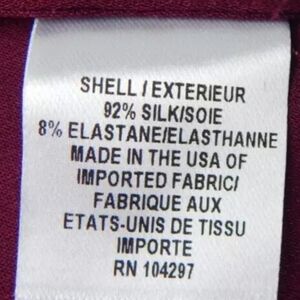 SHELL / EXTERIEUR
92% SILK/SOIE
8% ELASTANE/ELASTHANNE
MADE IN THE USA OF
IMPORTED FABRIC/
FABRIQUE AUX
ETATS-UNIS DE TISSU
IMPORTE
RN 104297